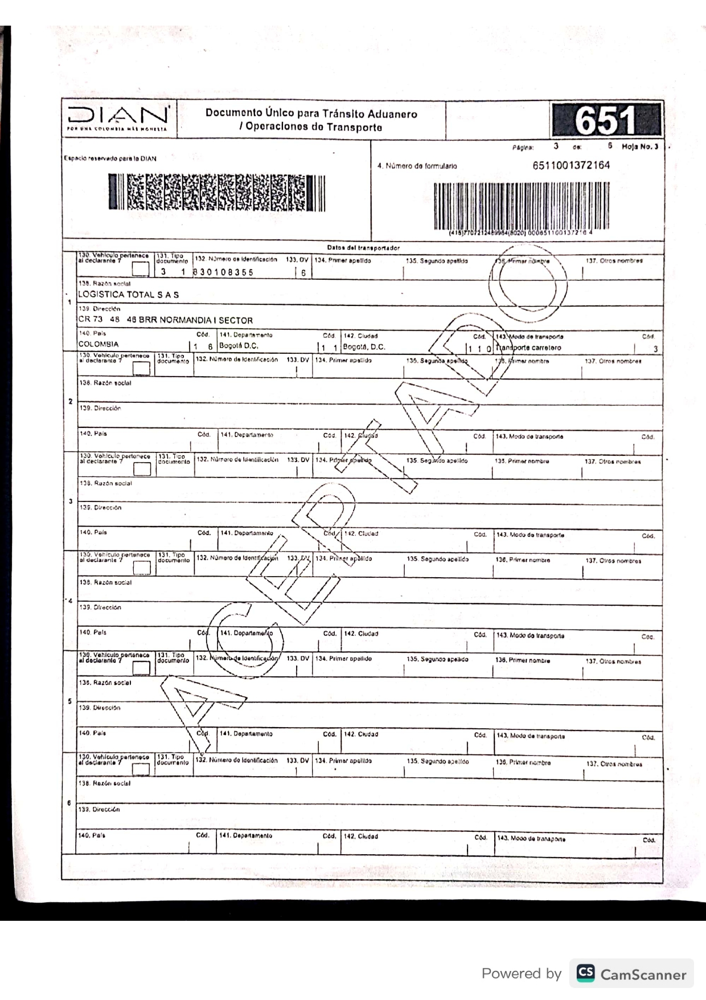 DIAN
POR UNA COLOMBIA MÁS HONESTA
Documento Único para Tránsito Aduanero
/ Operaciones de Transporte
651
Página: 3 de: 6 Hoja No. 3
Espacio reservado para la DIAN
4. Número de formulario 6511001372164
(415)7707212489984(8020) 000651100137216 4
Datos del transportador
1
130. Vehículo pertenece al declarante ? 131. Tipo documento 132. Número de Identificación 133. DV 134. Primer apellido 135. Segundo apellido 136. Primer nombre 137. Otros nombres
3 1 830108355 6
138. Razón social
LOGISTICA TOTAL S A S
139. Dirección
CR 73 48 46 BRR NORMANDIA I SECTOR
140. País Cód. 141. Departamento Cód. 142. Ciudad Cód. 143. Modo de transporte Cód.
COLOMBIA 1 6 Bogotá D.C. 1 1 Bogotá, D.C. 1 1 0 Transporte carretero 3
2
130. Vehículo pertenece al declarante ? 131. Tipo documento 132. Número de Identificación 133. DV 134. Primer apellido 135. Segundo apellido 136. Primer nombre 137. Otros nombres
138. Razón social
139. Dirección
140. País Cód. 141. Departamento Cód. 142. Ciudad Cód. 143. Modo de transporte Cód.
3
130. Vehículo pertenece al declarante ? 131. Tipo documento 132. Número de Identificación 133. DV 134. Primer apellido 135. Segundo apellido 136. Primer nombre 137. Otros nombres
138. Razón social
139. Dirección
140. País Cód. 141. Departamento Cód. 142. Ciudad Cód. 143. Modo de transporte Cód.
4
130. Vehículo pertenece al declarante ? 131. Tipo documento 132. Número de Identificación 133. DV 134. Primer apellido 135. Segundo apellido 136. Primer nombre 137. Otros nombres
138. Razón social
139. Dirección
140. País Cód. 141. Departamento Cód. 142. Ciudad Cód. 143. Modo de transporte Cód.
5
130. Vehículo pertenece al declarante ? 131. Tipo documento 132. Número de Identificación 133. DV 134. Primer apellido 135. Segundo apellido 136. Primer nombre 137. Otros nombres
138. Razón social
139. Dirección
140. País Cód. 141. Departamento Cód. 142. Ciudad Cód. 143. Modo de transporte Cód.
6
130. Vehículo pertenece al declarante ? 131. Tipo documento 132. Número de Identificación 133. DV 134. Primer apellido 135. Segundo apellido 136. Primer nombre 137. Otros nombres
138. Razón social
139. Dirección
140. País Cód. 141. Departamento Cód. 142. Ciudad Cód. 143. Modo de transporte Cód.
ACEPTADO
Powered by CS CamScanner